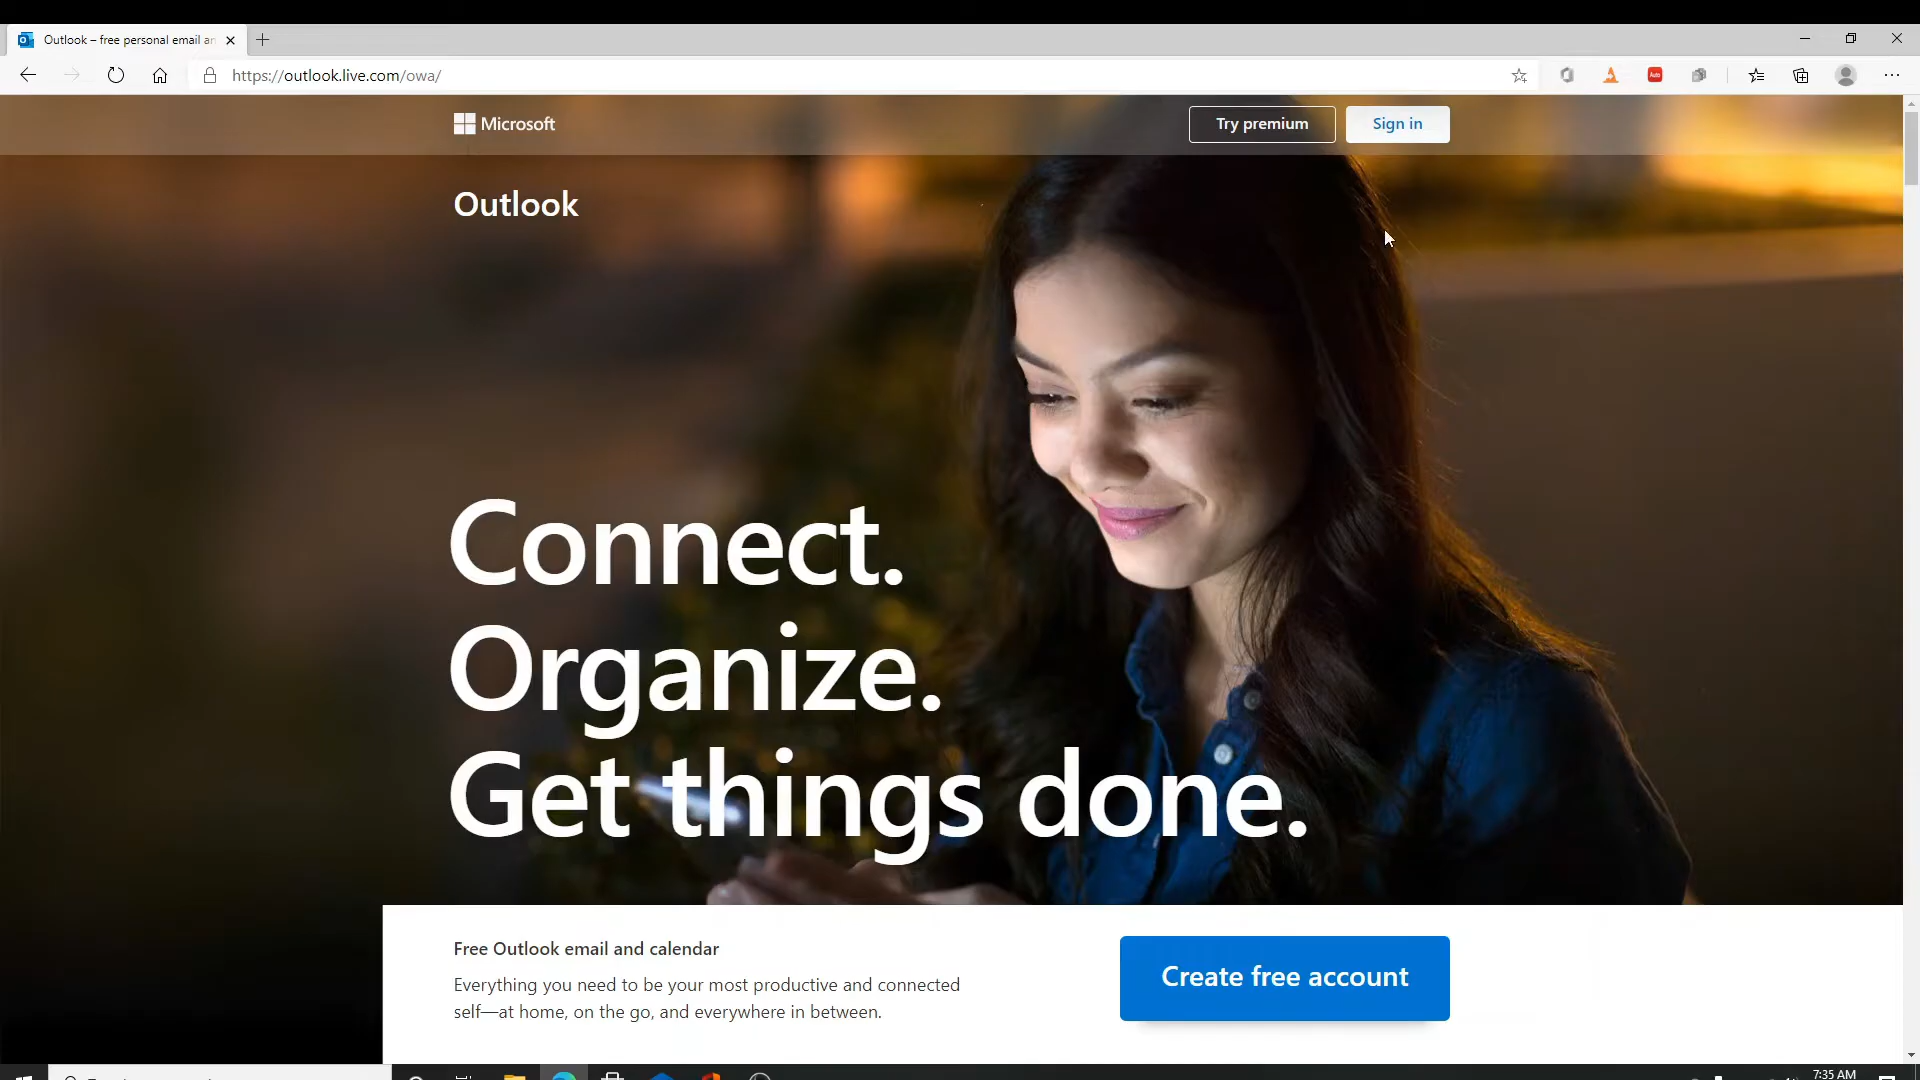 Outlook – free personal email an
https://outlook.live.com/owa/
Microsoft
Try premium
Sign in
Outlook
Connect.
Organize.
Get things done.
Free Outlook email and calendar
Everything you need to be your most productive and connected
self—at home, on the go, and everywhere in between.
Create free account
7:35 AM